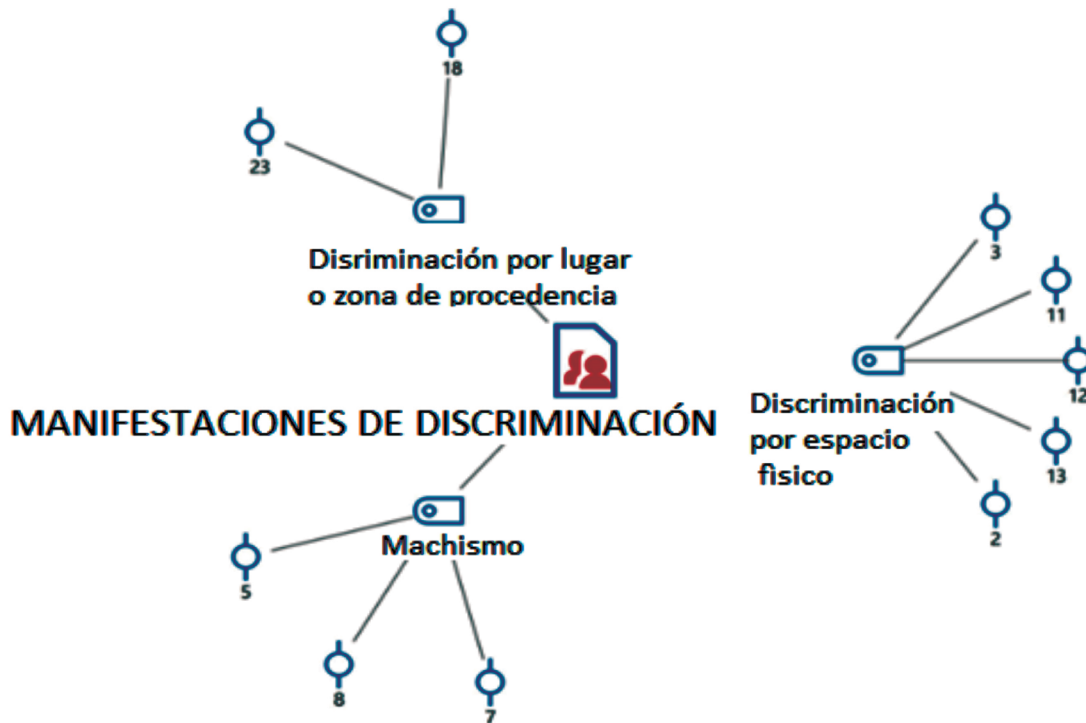 18
23
Disriminación por lugar
o zona de procedencia
MANIFESTACIONES DE DISCRIMINACIÓN
3
11
12
13
2
Discriminación
por espacio
fisico
Machismo
5
8
7